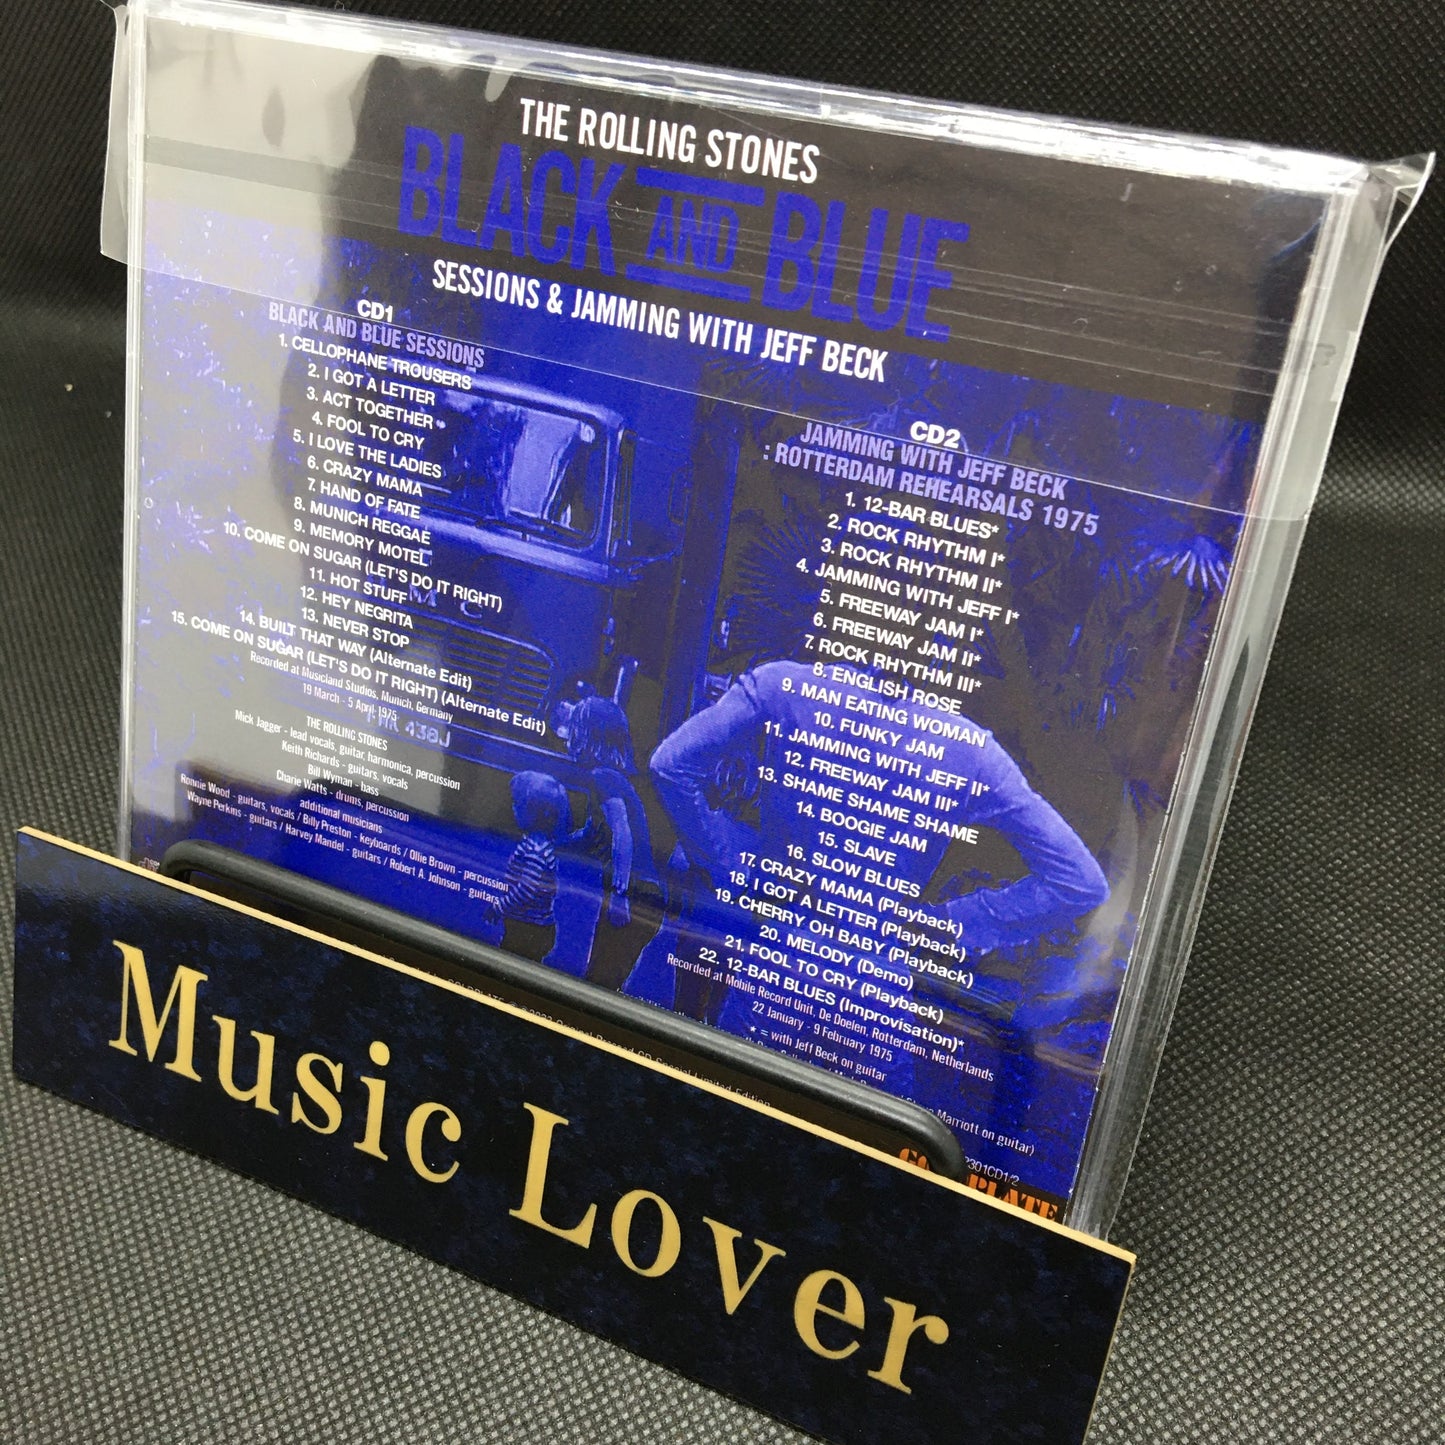 THE ROLLING STONES
BLACK AND BLUE
SESSIONS & JAMMING WITH JEFF BECK
CD1
BLACK AND BLUE SESSIONS
1. CELLOPHANE TROUSERS
2. I GOT A LETTER
3. ACT TOGETHER
4. FOOL TO CRY
5. I LOVE THE LADIES
6. CRAZY MAMA
7. HAND OF FATE
8. MUNICH REGGAE
9. MEMORY MOTEL
10. COME ON SUGAR (LET'S DO IT RIGHT)
11. HOT STUFF
12. HEY NEGRITA
13. NEVER STOP
14. BUILT THAT WAY (Alternate Edit)
15. COME ON SUGAR (LET'S DO IT RIGHT) (Alternate Edit)
Recorded at Musicland Studios, Munich, Germany
19 March - 5 April 1975
THE ROLLING STONES
Mick Jagger - lead vocals, guitar, harmonica, percussion
Keith Richards - guitars, vocals
Bill Wyman - bass
Charie Watts - drums, percussion
additional musicians
Ronnie Wood - guitars, vocals / Billy Preston - keyboards / Ollie Brown - percussion
Wayne Perkins - guitars / Harvey Mandel - guitars / Robert A. Johnson - guitars
CD2
JAMMING WITH JEFF BECK
: ROTTERDAM REHEARSALS 1975
1. 12-BAR BLUES*
2. ROCK RHYTHM I*
3. ROCK RHYTHM II*
4. JAMMING WITH JEFF I*
5. FREEWAY JAM I*
6. FREEWAY JAM II*
7. ROCK RHYTHM III*
8. ENGLISH ROSE
9. MAN EATING WOMAN
10. FUNKY JAM
11. JAMMING WITH JEFF II*
12. FREEWAY JAM III*
13. SHAME SHAME SHAME
14. BOOGIE JAM
15. SLAVE
16. SLOW BLUES
17. CRAZY MAMA (Playback)
18. I GOT A LETTER (Playback)
19. CHERRY OH BABY (Playback)
20. MELODY (Demo)
21. FOOL TO CRY (Playback)
22. 12-BAR BLUES (Improvisation)*
Recorded at Mobile Record Unit, De Doelen, Rotterdam, Netherlands
22 January - 9 February 1975
* = with Jeff Beck on guitar
Marriott on guitar)
Special Limited Edition
301CD1/2
PLATE
Music Lover